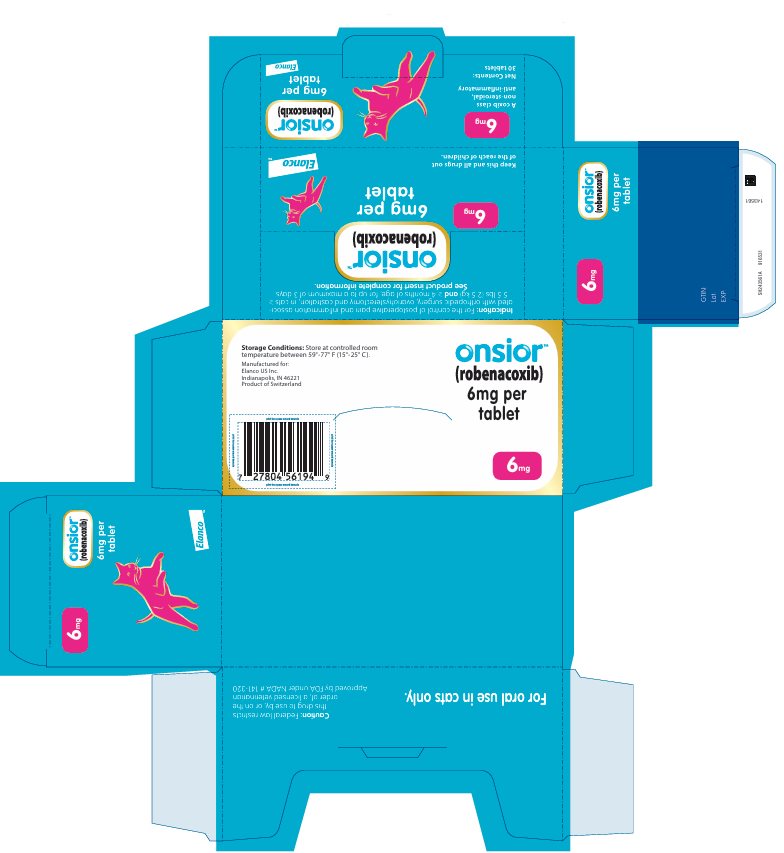 Elanco
onsior™
(robenacoxib)
6mg per
tablet
6mg
A coxib class
non-steroidal,
anti-inflammatory
Net Contents:
30 tablets
Keep this and all drugs out
of the reach of children.
Elanco™
6mg
onsior™
(robenacoxib)
6mg per
tablet
Indication: For the control of postoperative pain and inflammation associ-
ated with orthopedic surgery, ovariohysterectomy and castration, in cats ≥
5.5 lbs (2.5 kg) and ≥ 4 months of age; for up to a maximum of 3 days
See product insert for complete information.
onsior™
(robenacoxib)
6mg per
tablet
6mg
GTIN
Lot
EXP
Storage Conditions: Store at controlled room
temperature between 59°-77° F (15°-25° C).
Manufactured for:
Elanco US Inc.
Indianapolis, IN 46221
Product of Switzerland
7 27804 56194 9
onsior™
(robenacoxib)
6mg per
tablet
6mg
onsior™
(robenacoxib)
6mg per
tablet
6mg
Elanco
For oral use in cats only.
Caution: Federal law restricts
this drug to use by, or on the
order of, a licensed veterinarian
Approved by FDA under NADA # 141-320